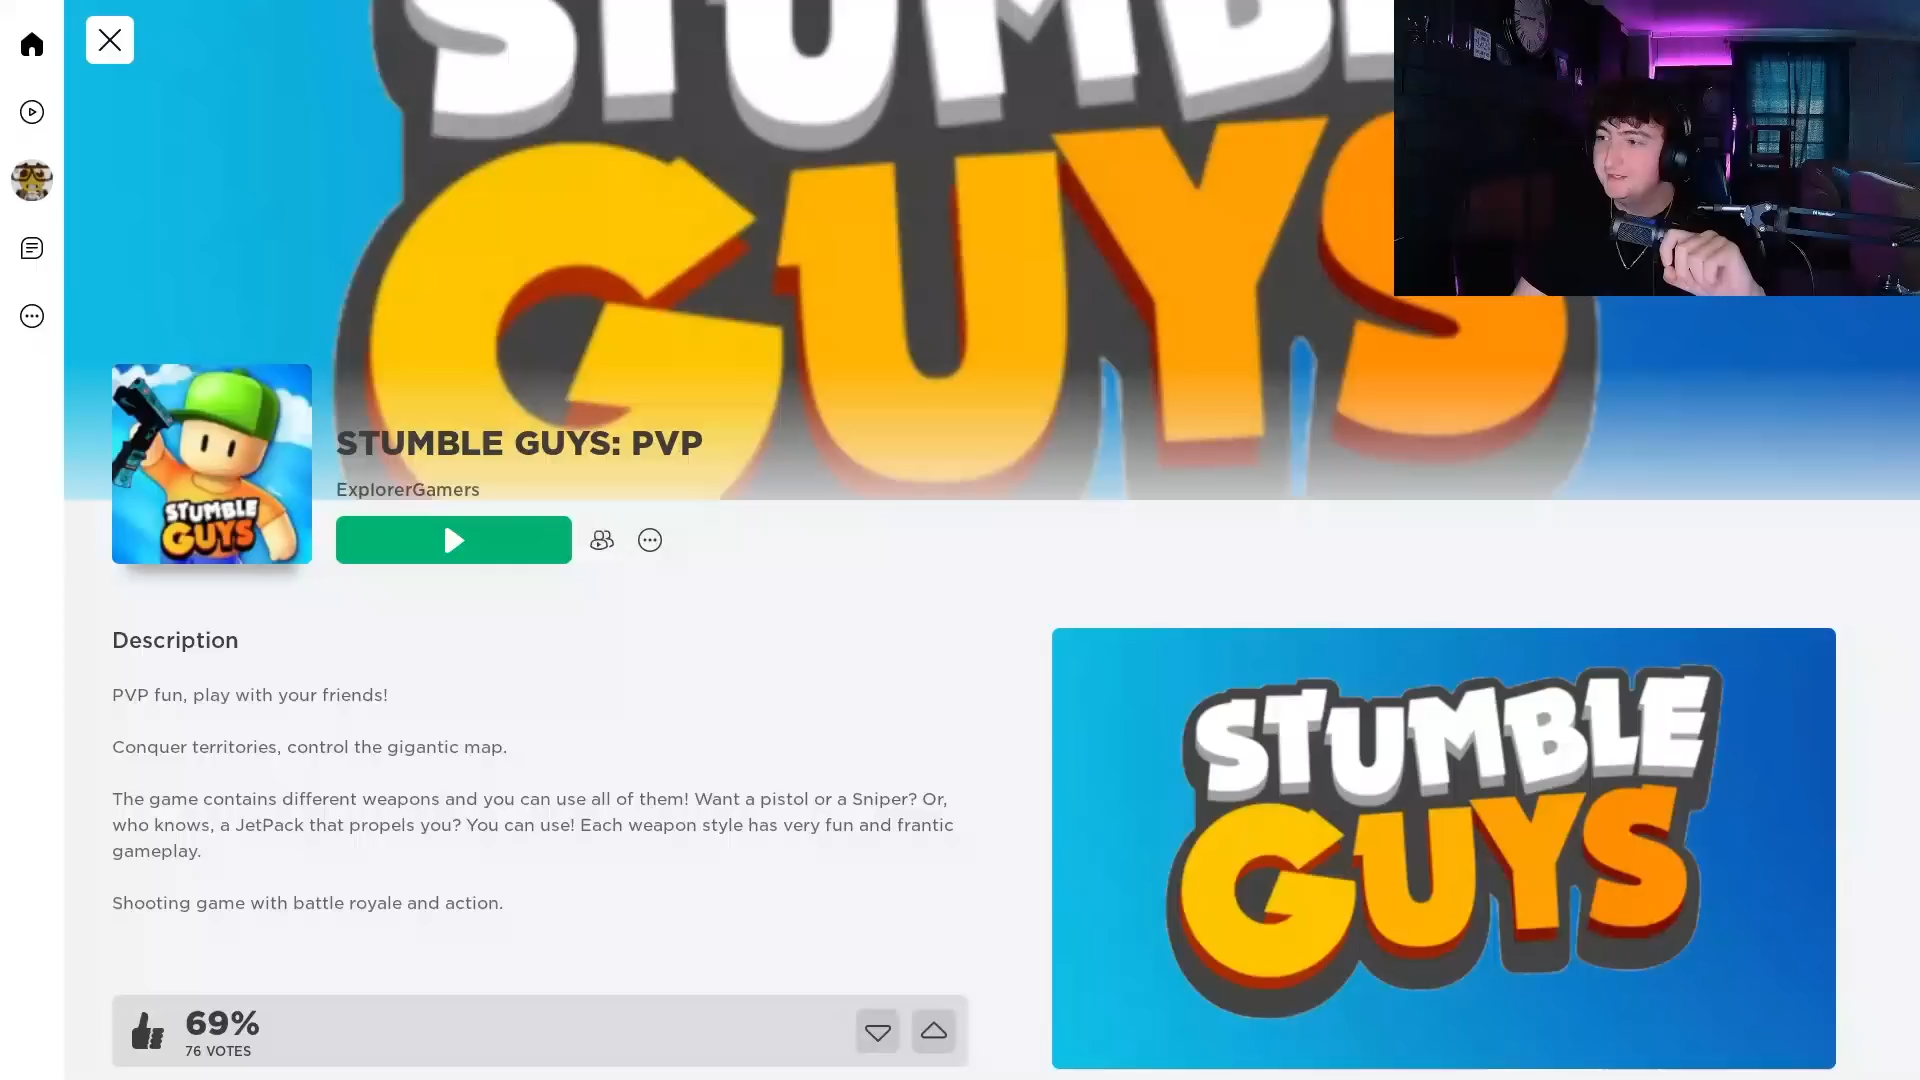 STUMBLE
GUYS
STUMBLE
GUYS
STUMBLE GUYS: PVP
ExplorerGamers
Description
PVP fun, play with your friends!
Conquer territories, control the gigantic map.
The game contains different weapons and you can use all of them! Want a pistol or a Sniper? Or,
who knows, a JetPack that propels you? You can use! Each weapon style has very fun and frantic
gameplay.
Shooting game with battle royale and action.
STUMBLE
GUYS
69%
76 VOTES